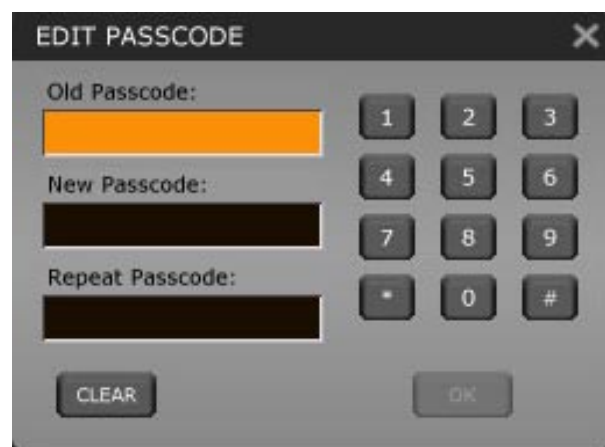 EDIT PASSCODE
Old Passcode:
1 2 3
4 5 6
New Passcode:
7 8 9
Repeat Passcode:
* 0 #
CLEAR OK